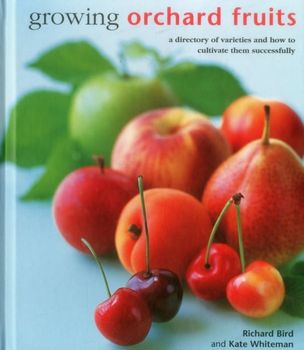 growing orchard fruits
a directory of varieties and how to
cultivate them successfully
Richard Bird
and Kate Whiteman